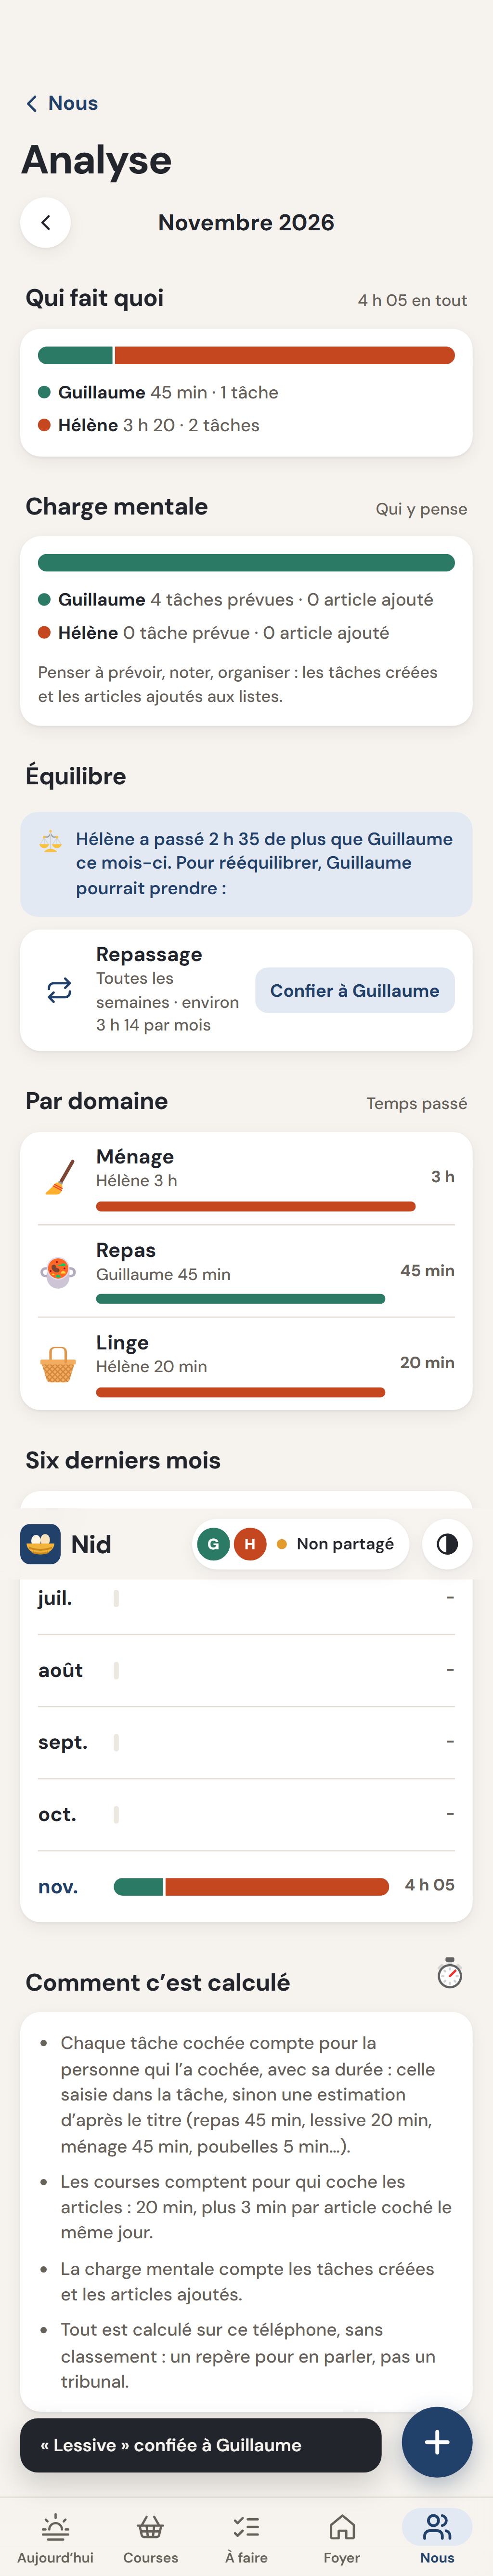 Nous
Analyse
Novembre 2026
Qui fait quoi
4 h 05 en tout
Guillaume 45 min · 1 tâche
Hélène 3 h 20 · 2 tâches
Charge mentale
Qui y pense
Guillaume 4 tâches prévues · 0 article ajouté
Hélène 0 tâche prévue · 0 article ajouté
Penser à prévoir, noter, organiser : les tâches créées
et les articles ajoutés aux listes.
Équilibre
Hélène a passé 2 h 35 de plus que Guillaume
ce mois-ci. Pour rééquilibrer, Guillaume
pourrait prendre :
Repassage
Toutes les
semaines · environ
3 h 14 par mois
Confier à Guillaume
Par domaine
Temps passé
Ménage
Hélène 3 h
3 h
Repas
Guillaume 45 min
45 min
Linge
Hélène 20 min
20 min
Six derniers mois
Nid
G H Non partagé
juil. –
août –
sept. –
oct. –
nov. 4 h 05
Comment c’est calculé
• Chaque tâche cochée compte pour la
personne qui l’a cochée, avec sa durée : celle
saisie dans la tâche, sinon une estimation
d’après le titre (repas 45 min, lessive 20 min,
ménage 45 min, poubelles 5 min…).
• Les courses comptent pour qui coche les
articles : 20 min, plus 3 min par article coché le
même jour.
• La charge mentale compte les tâches créées
et les articles ajoutés.
• Tout est calculé sur ce téléphone, sans
classement : un repère pour en parler, pas un
tribunal.
« Lessive » confiée à Guillaume
Aujourd’hui
Courses
À faire
Foyer
Nous